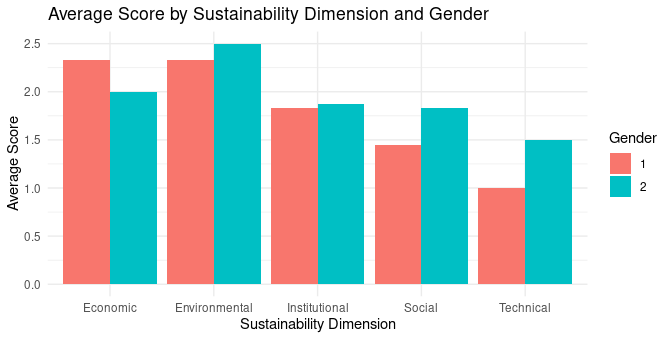 Average Score by Sustainability Dimension and Gender
Average Score
2.5
2.0
1.5
1.0
0.5
0.0
Economic Environmental Institutional Social Technical
Sustainability Dimension
Gender
1
2